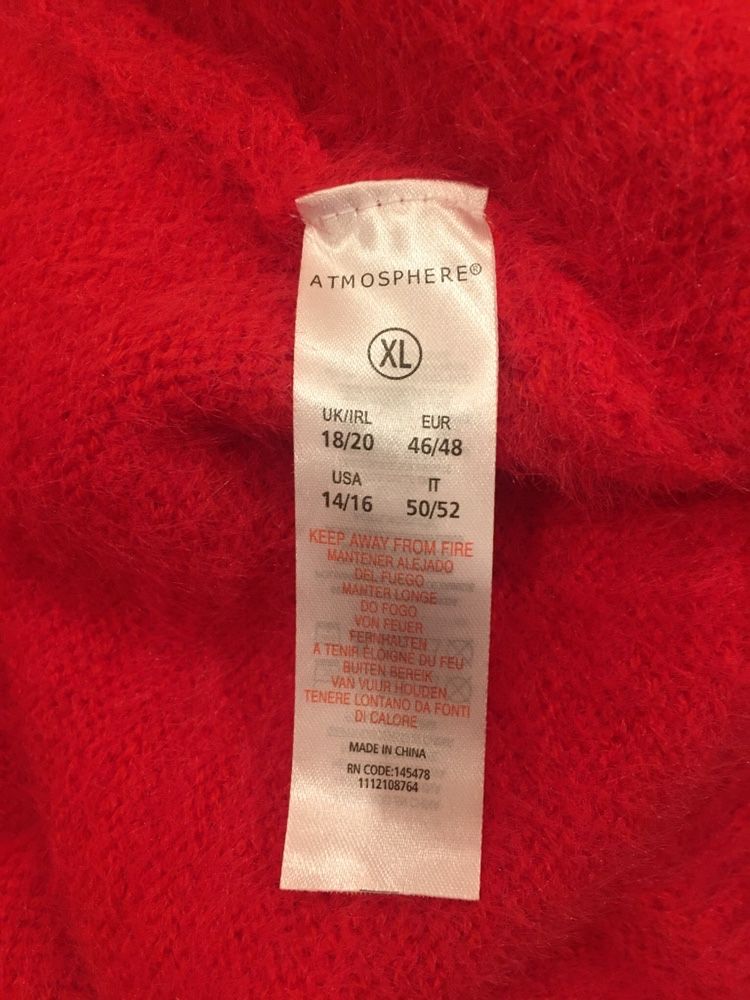 ATMOSPHERE®
XL
UK/IRL EUR
18/20 46/48
USA IT
14/16 50/52
KEEP AWAY FROM FIRE
MANTENER ALEJADO
DEL FUEGO
MANTER LONGE
DO FOGO
VON FEUER
FERNHALTEN
A TENIR ÉLOIGNÉ DU FEU
BUITEN BEREIK
VAN VUUR HOUDEN
TENERE LONTANO DA FONTI
DI CALORE
MADE IN CHINA
RN CODE:145478
1112108764